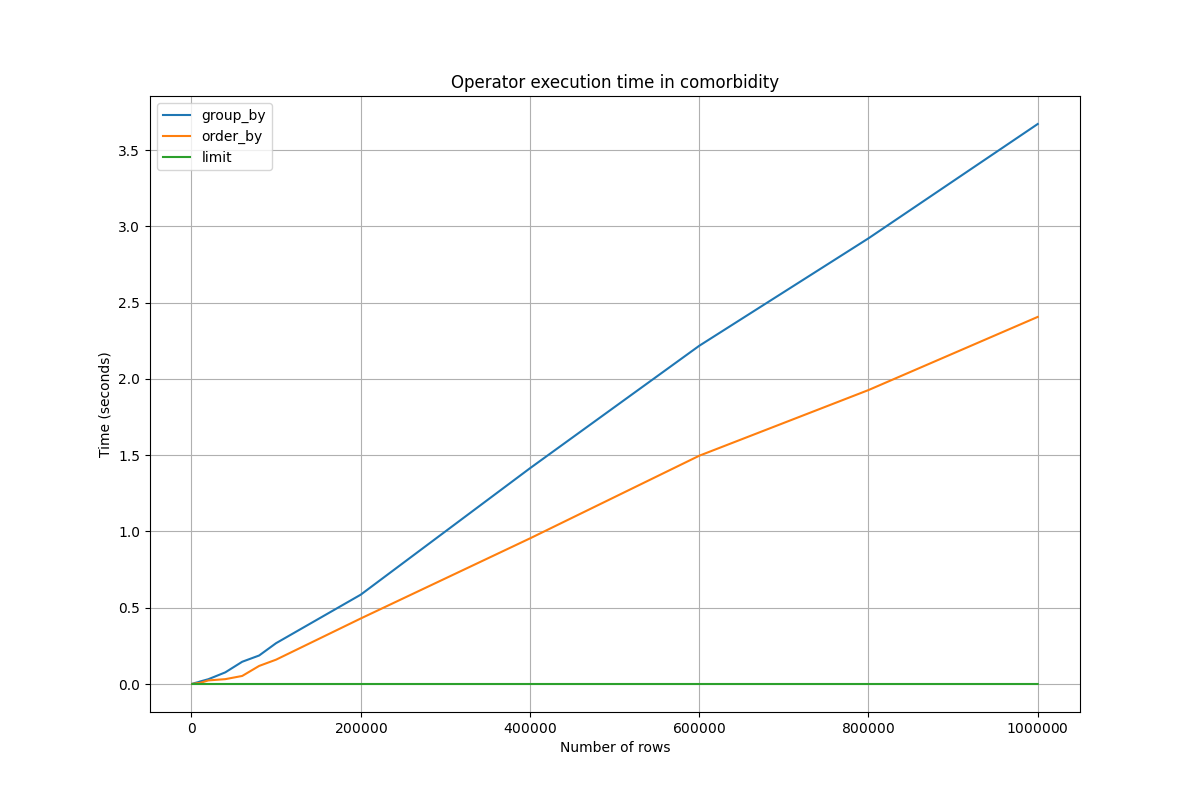 Operator execution time in comorbidity
group_by
order_by
limit
3.5
3.0
2.5
2.0
1.5
1.0
0.5
0.0
Time (seconds)
0 200000 400000 600000 800000 1000000
Number of rows